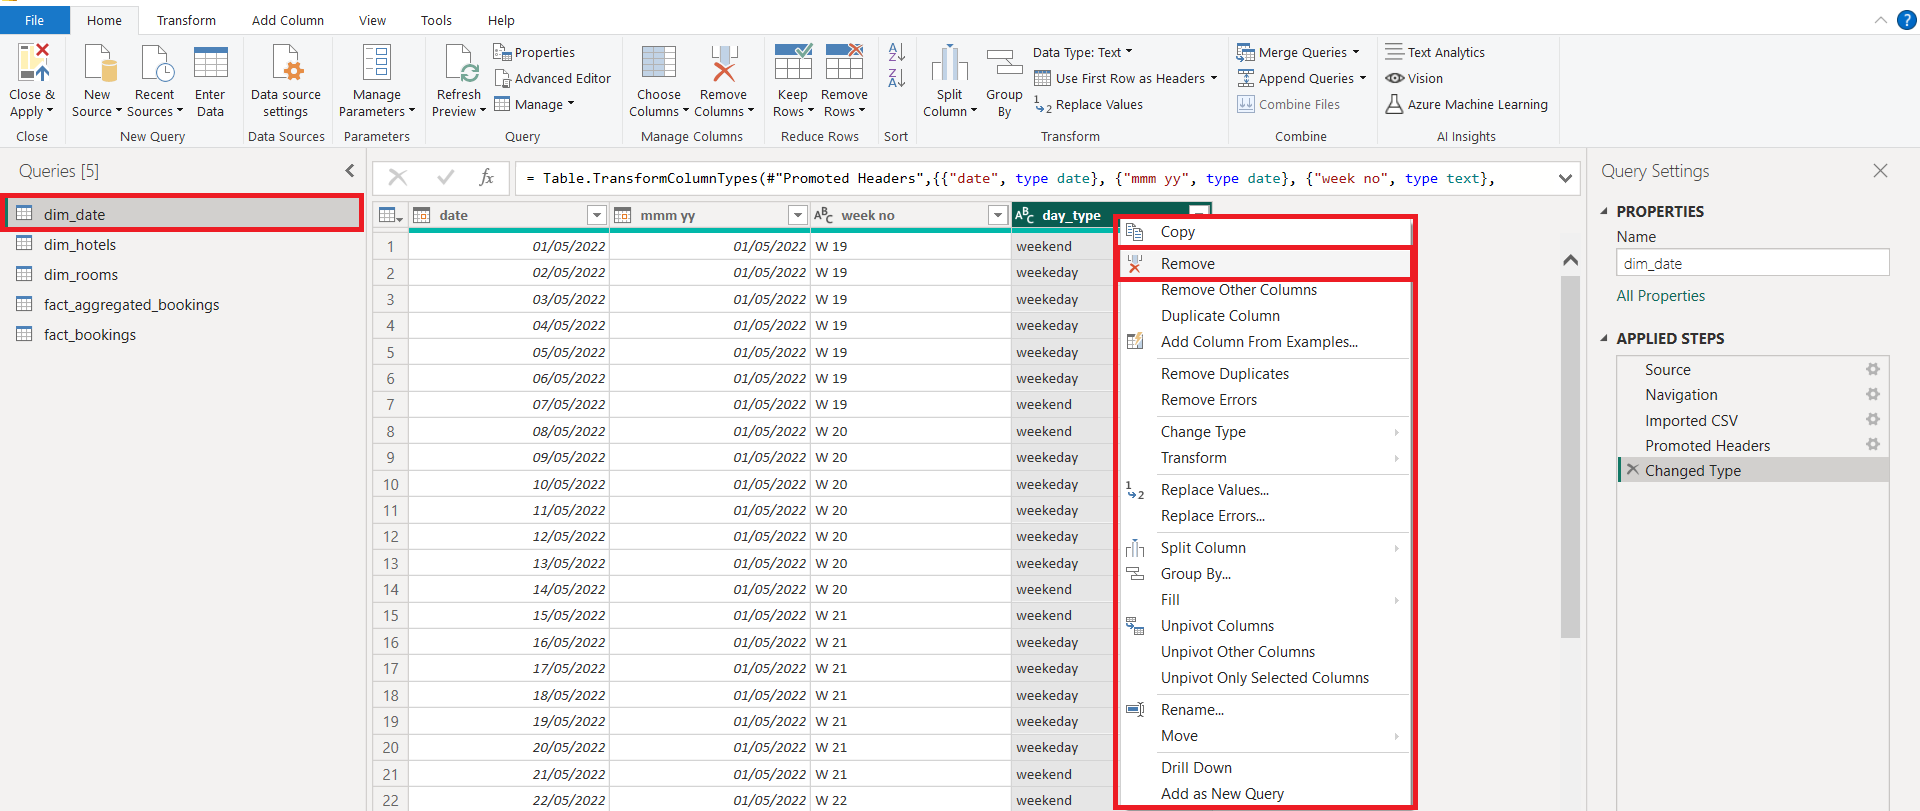 File Home Transform Add Column View Tools Help
Close & Apply
New Source
Recent Sources
Enter Data
Data source settings
Manage Parameters
Refresh Preview
Properties
Advanced Editor
Manage
Choose Columns
Remove Columns
Keep Rows
Remove Rows
Split Column
Group By
Data Type: Text
Use First Row as Headers
Replace Values
Merge Queries
Append Queries
Combine Files
Text Analytics
Vision
Azure Machine Learning
Close New Query Data Sources Parameters Query Manage Columns Reduce Rows Sort Transform Combine AI Insights
Queries [5]
dim_date
dim_hotels
dim_rooms
fact_aggregated_bookings
fact_bookings
fx = Table.TransformColumnTypes(#"Promoted Headers",{{"date", type date}, {"mmm yy", type date}, {"week no", type text},
date mmm yy ABC week no ABC day_type
1 01/05/2022 01/05/2022 W 19 weekend
2 02/05/2022 01/05/2022 W 19 weekeday
3 03/05/2022 01/05/2022 W 19 weekeday
4 04/05/2022 01/05/2022 W 19 weekeday
5 05/05/2022 01/05/2022 W 19 weekeday
6 06/05/2022 01/05/2022 W 19 weekeday
7 07/05/2022 01/05/2022 W 19 weekend
8 08/05/2022 01/05/2022 W 20 weekend
9 09/05/2022 01/05/2022 W 20 weekeday
10 10/05/2022 01/05/2022 W 20 weekeday
11 11/05/2022 01/05/2022 W 20 weekeday
12 12/05/2022 01/05/2022 W 20 weekeday
13 13/05/2022 01/05/2022 W 20 weekeday
14 14/05/2022 01/05/2022 W 20 weekend
15 15/05/2022 01/05/2022 W 21 weekend
16 16/05/2022 01/05/2022 W 21 weekeday
17 17/05/2022 01/05/2022 W 21 weekeday
18 18/05/2022 01/05/2022 W 21 weekeday
19 19/05/2022 01/05/2022 W 21 weekeday
20 20/05/2022 01/05/2022 W 21 weekeday
21 21/05/2022 01/05/2022 W 21 weekend
22 22/05/2022 01/05/2022 W 22 weekend
Copy
Remove
Remove Other Columns
Duplicate Column
Add Column From Examples...
Remove Duplicates
Remove Errors
Change Type
Transform
Replace Values...
Replace Errors...
Split Column
Group By...
Fill
Unpivot Columns
Unpivot Other Columns
Unpivot Only Selected Columns
Rename...
Move
Drill Down
Add as New Query
Query Settings
PROPERTIES
Name
dim_date
All Properties
APPLIED STEPS
Source
Navigation
Imported CSV
Promoted Headers
Changed Type